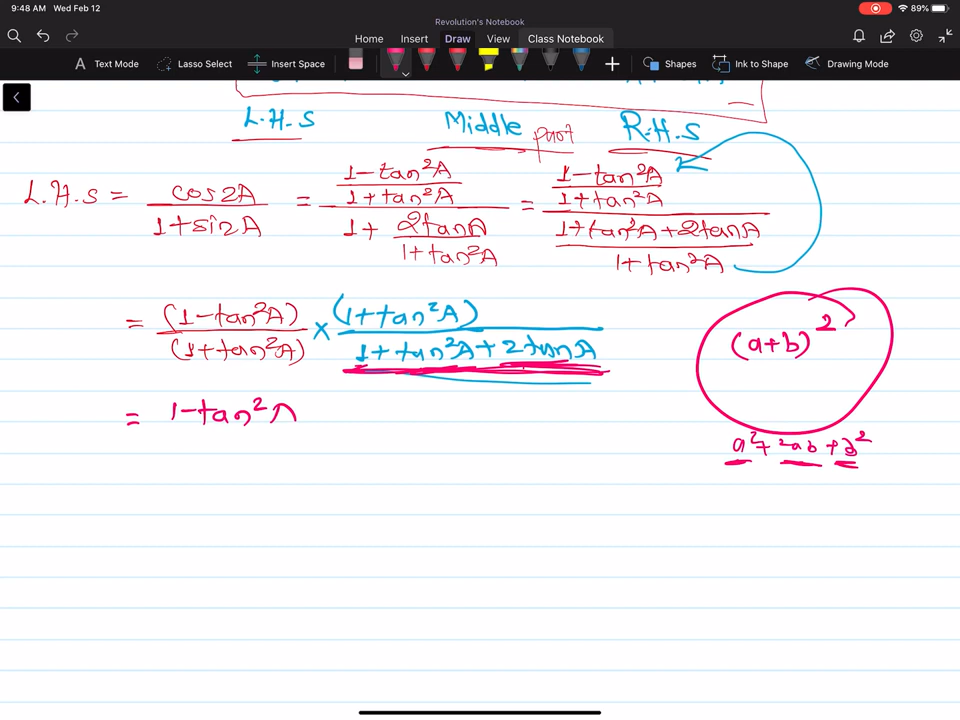 9:48 AM Wed Feb 12
89%
Revolution's Notebook
Home Insert Draw View Class Notebook
Text Mode Lasso Select Insert Space Shapes Ink to Shape Drawing Mode
L.H.S Middle part R.H.S
L.H.S = cos2A / 1+sin2A = (1-tan²A / 1+tan²A) / (1 + 2tanA / 1+tan²A) = (1-tan²A / 1+tan²A) / (1+tan²A+2tanA / 1+tan²A)
= (1-tan²A) / (1+tan²A) × (1+tan²A) / 1+tan²A+2tanA
(a+b)²
= 1-tan²A
a²+2ab+b²